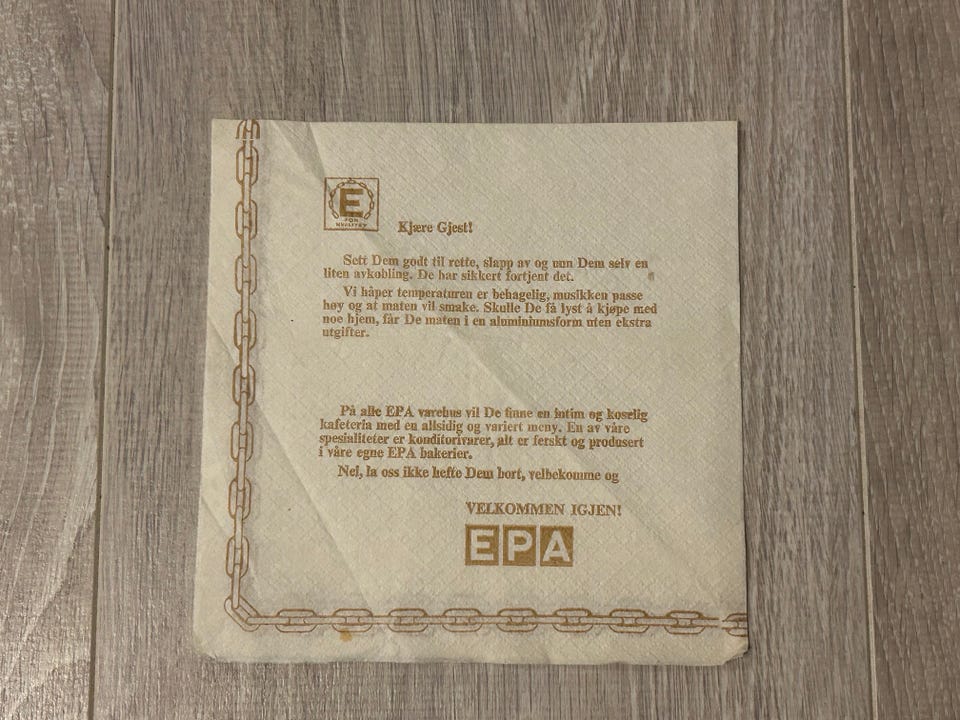 E
FOR
KVALITET
Kjære Gjest!
Sett Dem godt til rette, slapp av og unn Dem selv en
liten avkobling. De har sikkert fortjent det.
Vi håper temperaturen er behagelig, musikken passe
høy og at maten vil smake. Skulle De få lyst å kjøpe med
noe hjem, får De maten i en aluminiumsform uten ekstra
utgifter.
På alle EPA varehus vil De finne en intim og koselig
kafeteria med en allsidig og variert meny. En av våre
spesialiteter er konditorivarer, alt er ferskt og produsert
i våre egne EPA bakerier.
Nei, la oss ikke hefte Dem bort, velbekomme og
VELKOMMEN IGJEN!
EPA